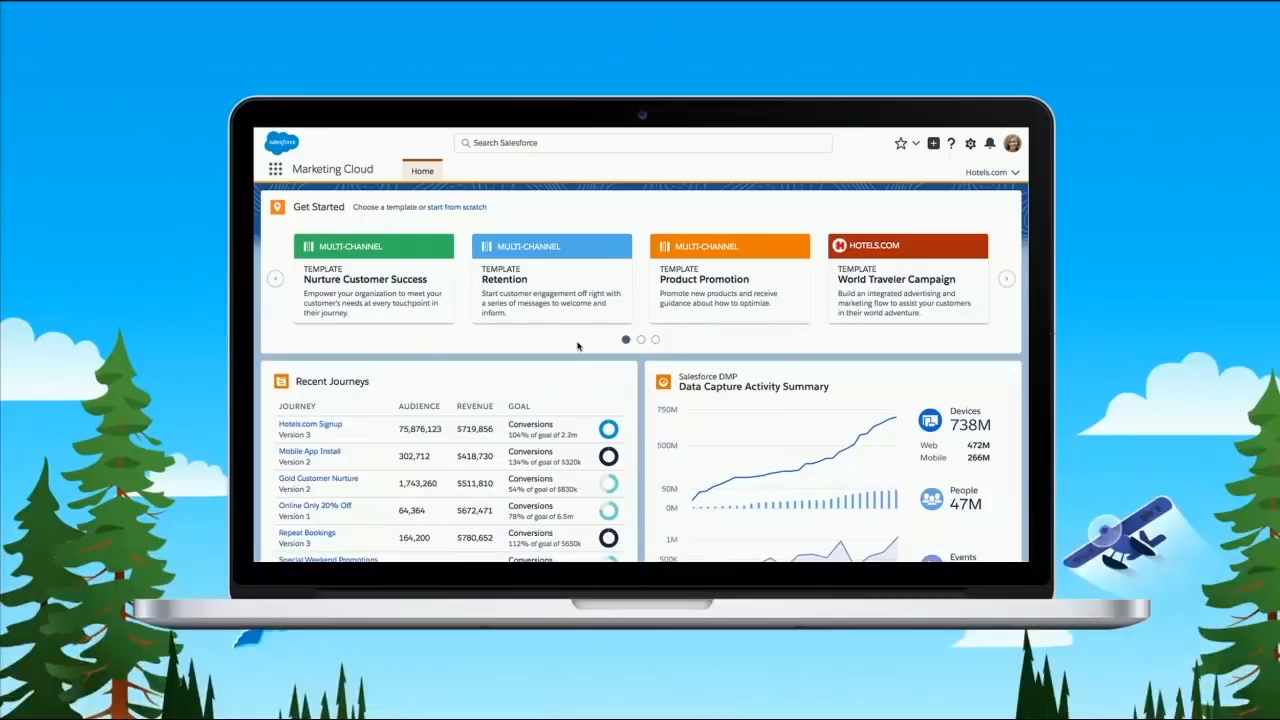 salesforce
Search Salesforce
Marketing Cloud
Home
Hotels.com
Get Started Choose a template or start from scratch
MULTI-CHANNEL
TEMPLATE
Nurture Customer Success
Empower your organization to meet your
customer's needs at every touchpoint in
their journey.
MULTI-CHANNEL
TEMPLATE
Retention
Start customer engagement off right with
a series of messages to welcome and
inform.
MULTI-CHANNEL
TEMPLATE
Product Promotion
Promote new products and receive
guidance about how to optimize.
HOTELS.COM
TEMPLATE
World Traveler Campaign
Build an integrated advertising and
marketing flow to assist your customers
in their world adventure.
Recent Journeys
JOURNEY AUDIENCE REVENUE GOAL
Hotels.com Signup
Version 3
75,876,123 $719,856
Conversions
104% of goal of 2.2m
Mobile App Install
Version 2
302,712 $418,730
Conversions
134% of goal of $320k
Gold Customer Nurture
Version 2
1,743,260 $511,810
Conversions
54% of goal of $830k
Online Only 20% Off
Version 1
64,364 $672,471
Conversions
78% of goal of 6.5m
Repeat Bookings
Version 3
164,200 $780,652
Conversions
112% of goal of $650k
Special Weekend Promotions
Conversions
Salesforce DMP
Data Capture Activity Summary
750M
500M
50M
0M
1M
500K
Devices
738M
Web 472M
Mobile 266M
People
47M
Events